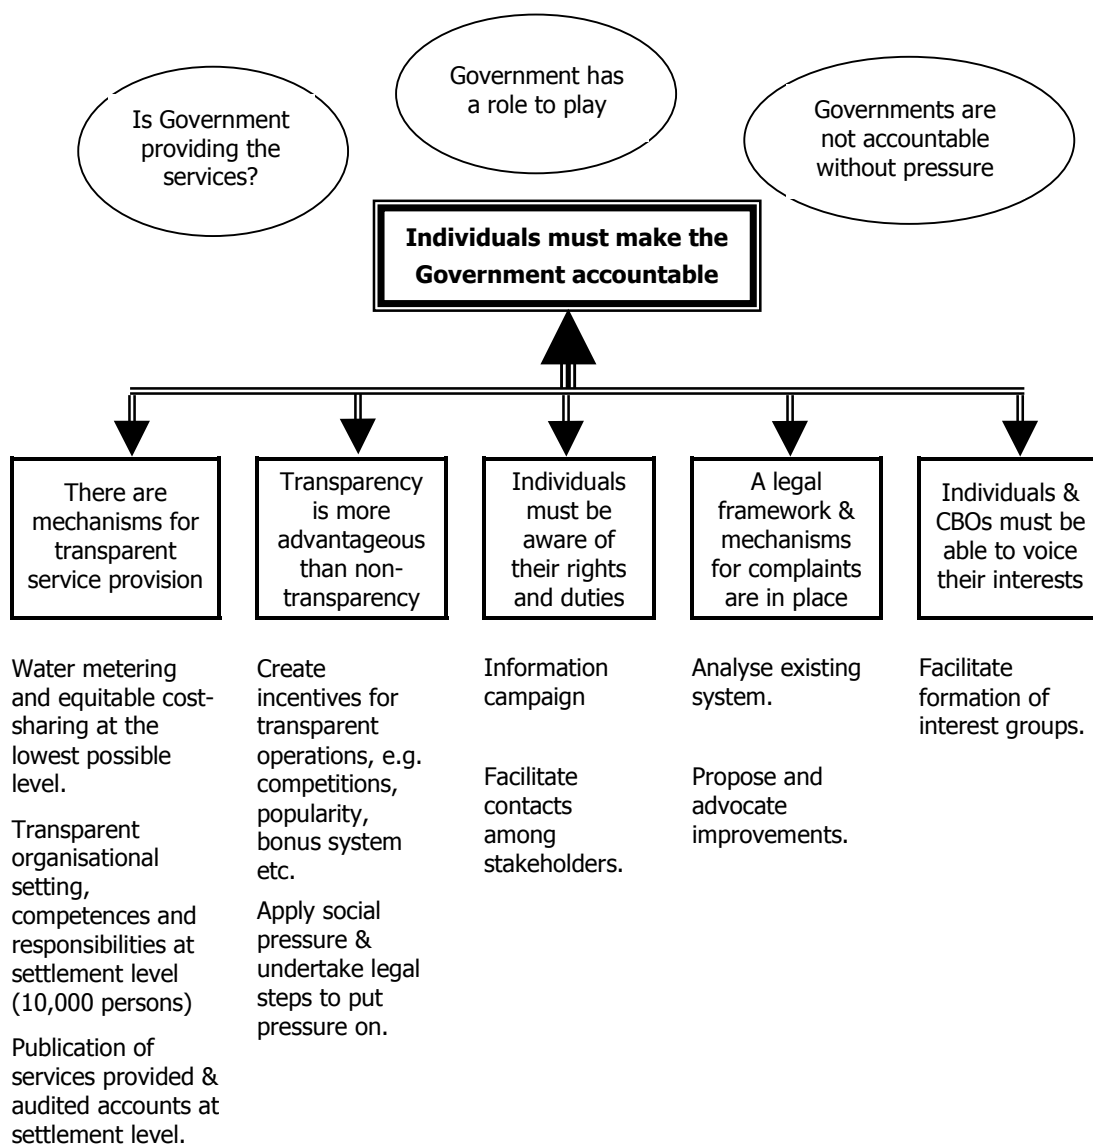 Is Government
providing the
services?
Government has
a role to play
Governments are
not accountable
without pressure
Individuals must make the
Government accountable
There are
mechanisms for
transparent
service provision
Transparency
is more
advantageous
than non-
transparency
Individuals
must be
aware of
their rights
and duties
A legal
framework &
mechanisms
for complaints
are in place
Individuals &
CBOs must be
able to voice
their interests
Water metering
and equitable cost-
sharing at the
lowest possible
level.
Transparent
organisational
setting,
competences and
responsibilities at
settlement level
(10,000 persons)
Publication of
services provided &
audited accounts at
settlement level.
Create
incentives for
transparent
operations, e.g.
competitions,
popularity,
bonus system
etc.
Apply social
pressure &
undertake legal
steps to put
pressure on.
Information
campaign
Facilitate
contacts
among
stakeholders.
Analyse existing
system.
Propose and
advocate
improvements.
Facilitate
formation of
interest groups.